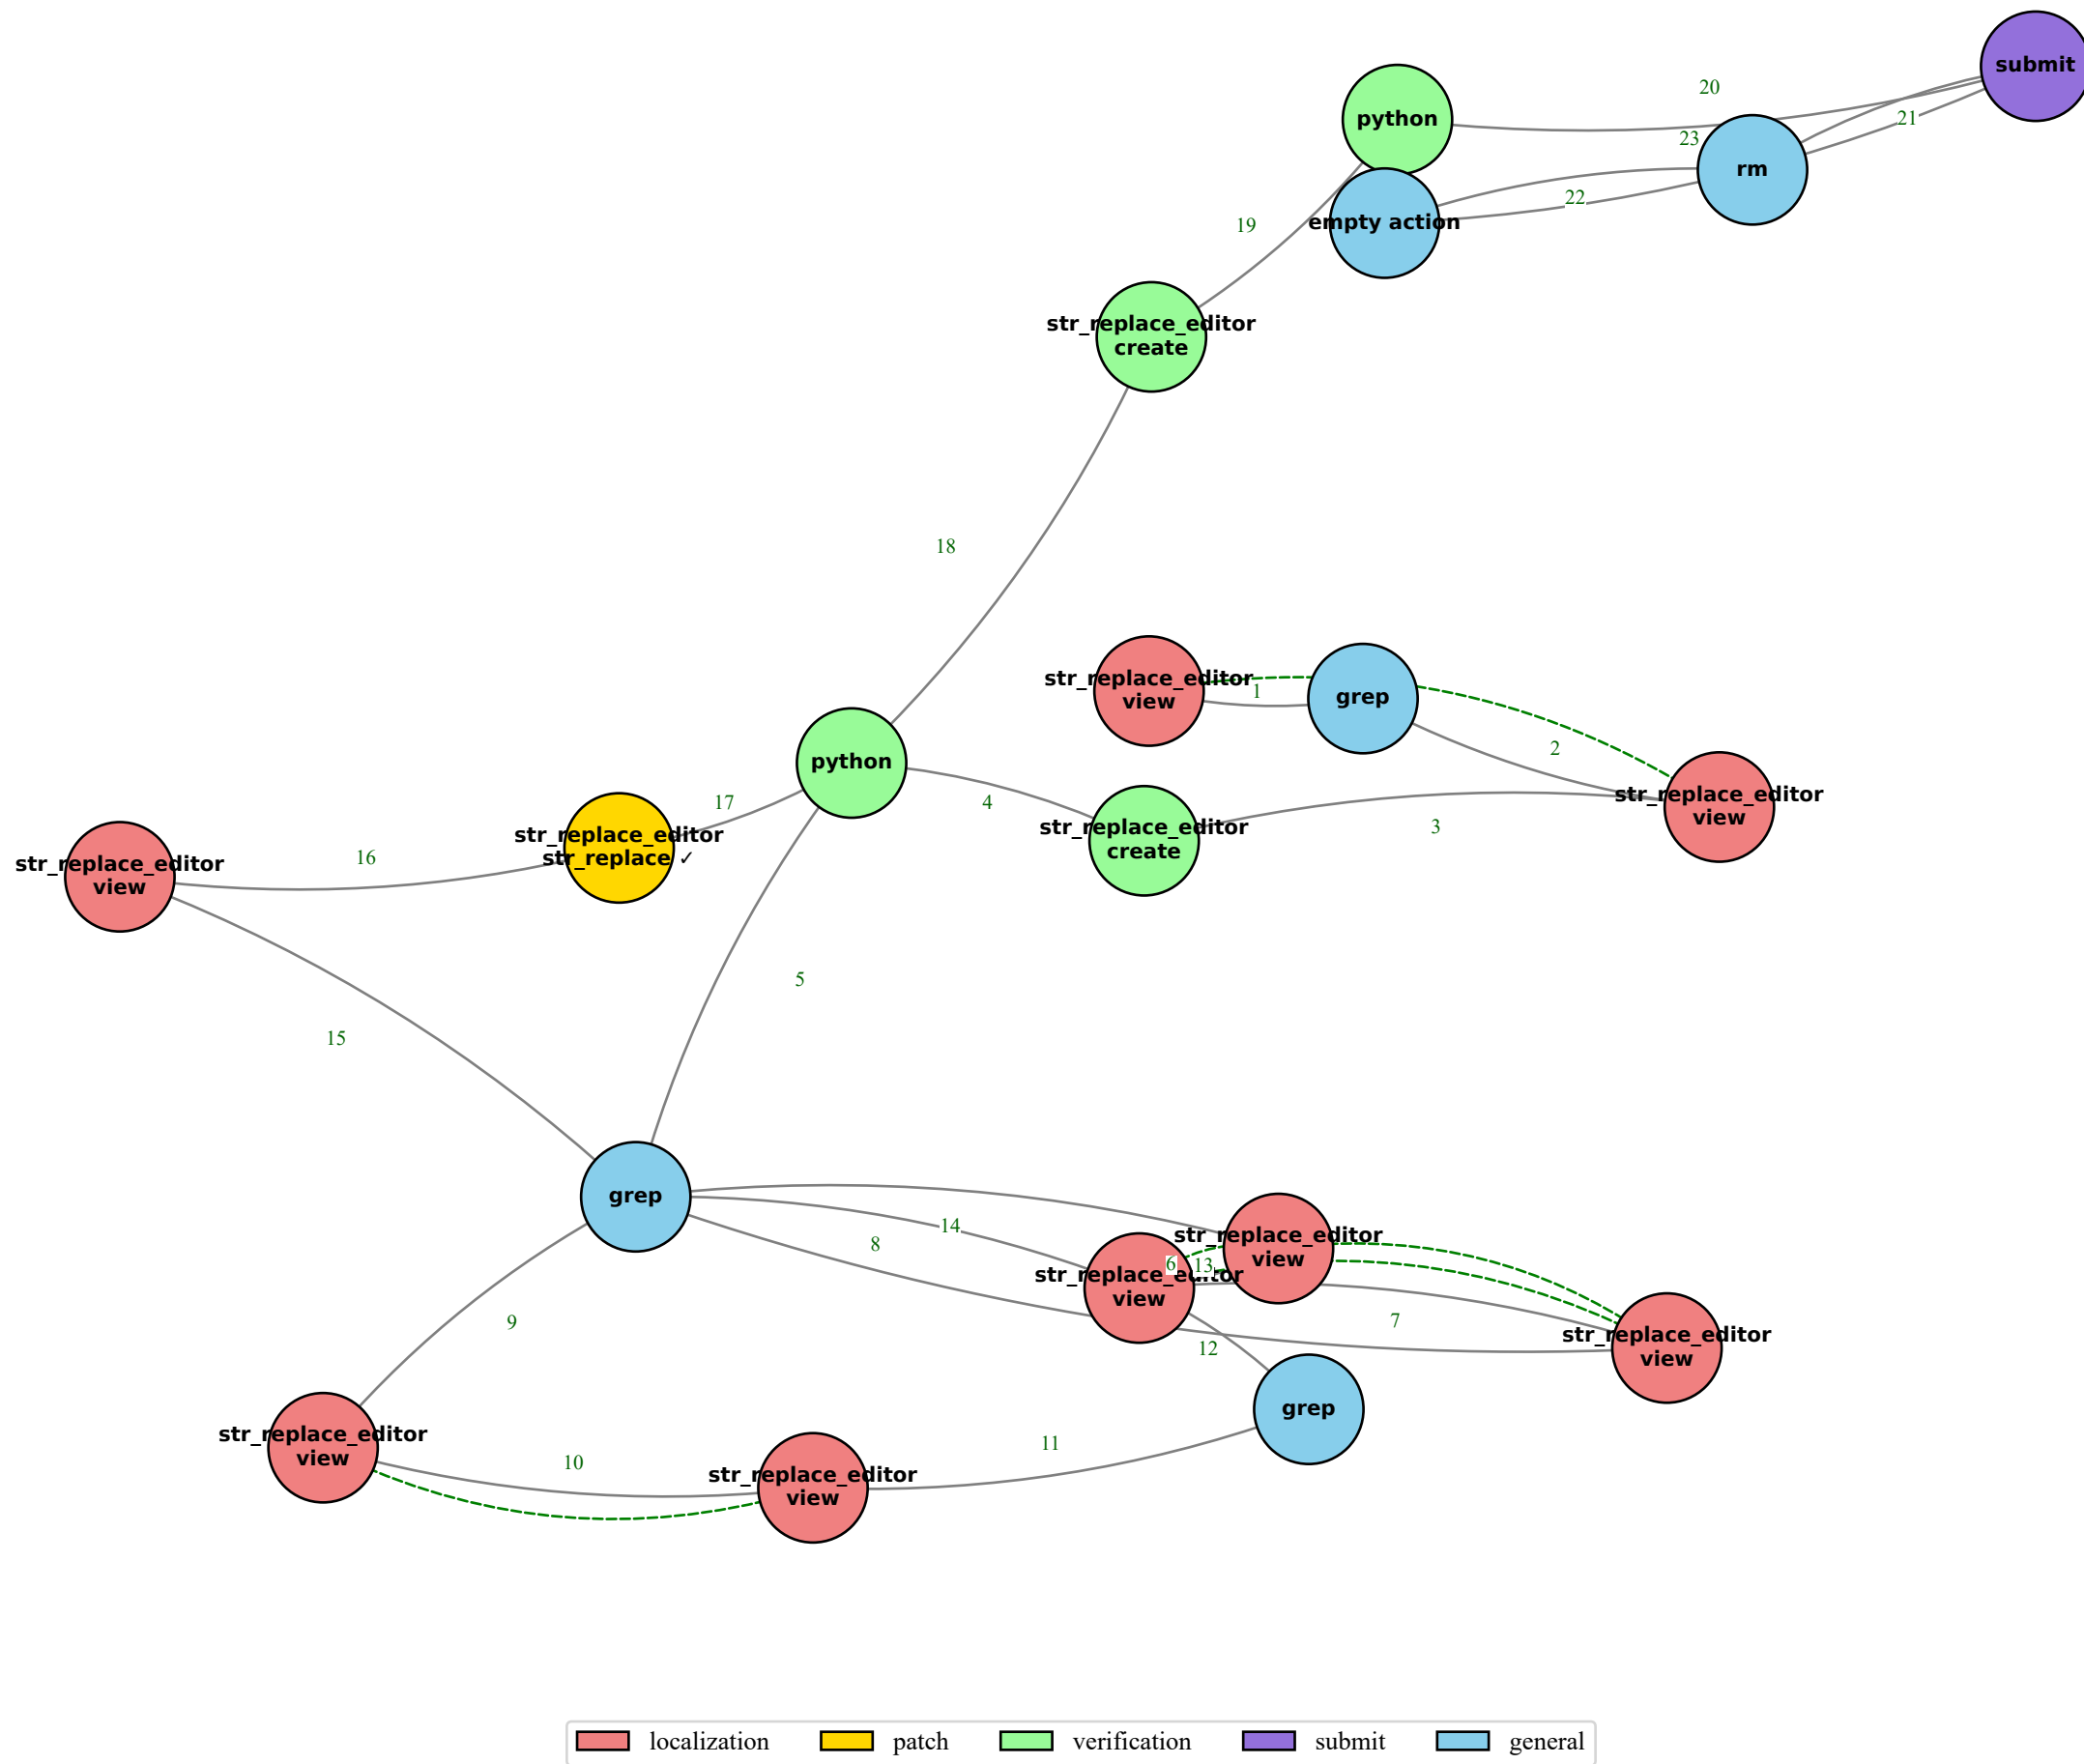 submit
20
python
21
23
rm
22
empty action
19
str_replace_editor
create
18
str_replace_editor
view
1
grep
2
python
str_replace_editor
view
17
4
str_replace_editor
create
3
str_replace_editor
str_replace ✓
16
str_replace_editor
view
5
15
grep
14
8
str_replace_editor
view
6
13
str_replace_editor
view
7
12
str_replace_editor
view
9
grep
str_replace_editor
view
10
11
str_replace_editor
view
localization
patch
verification
submit
general